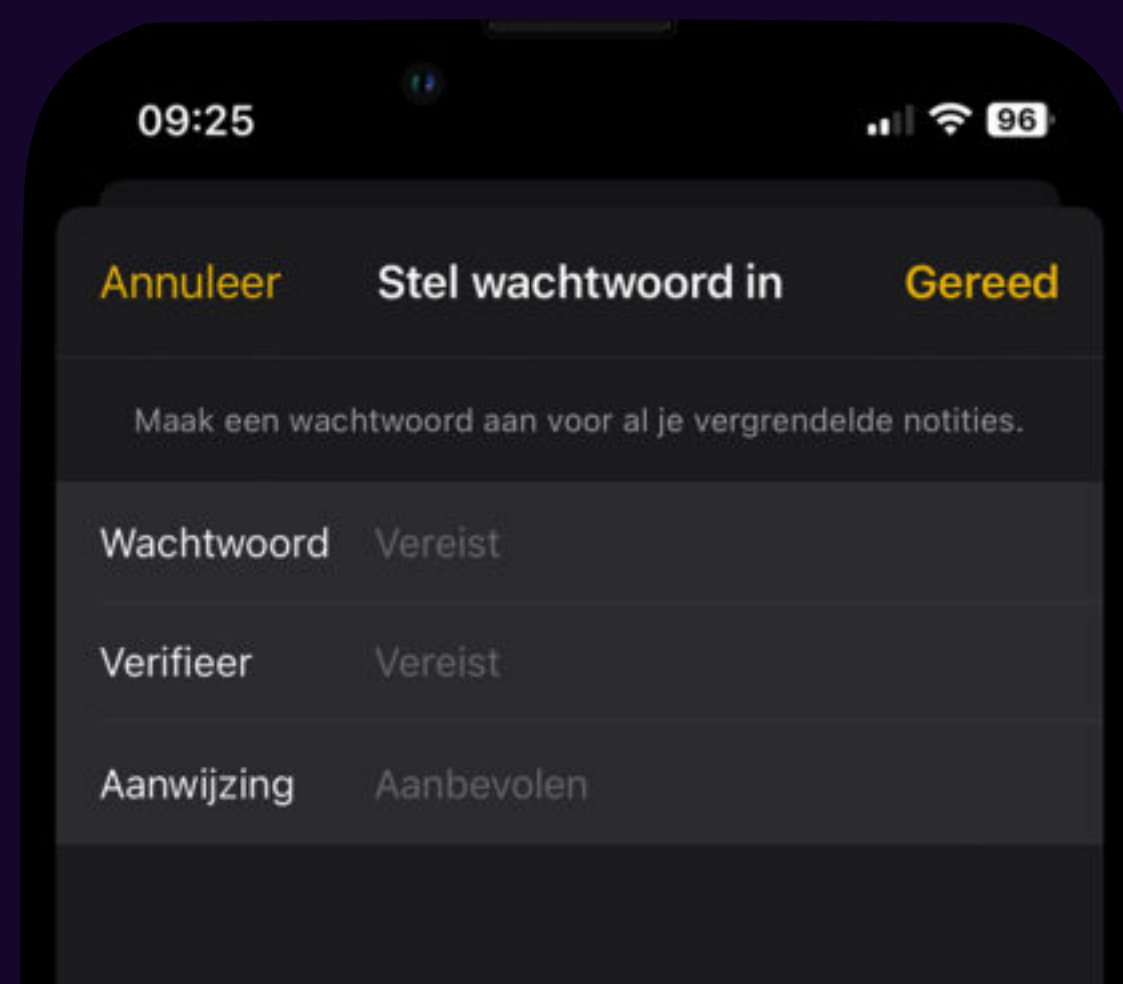 09:25
96
Annuleer Stel wachtwoord in Gereed
Maak een wachtwoord aan voor al je vergrendelde notities.
Wachtwoord Vereist
Verifieer Vereist
Aanwijzing Aanbevolen